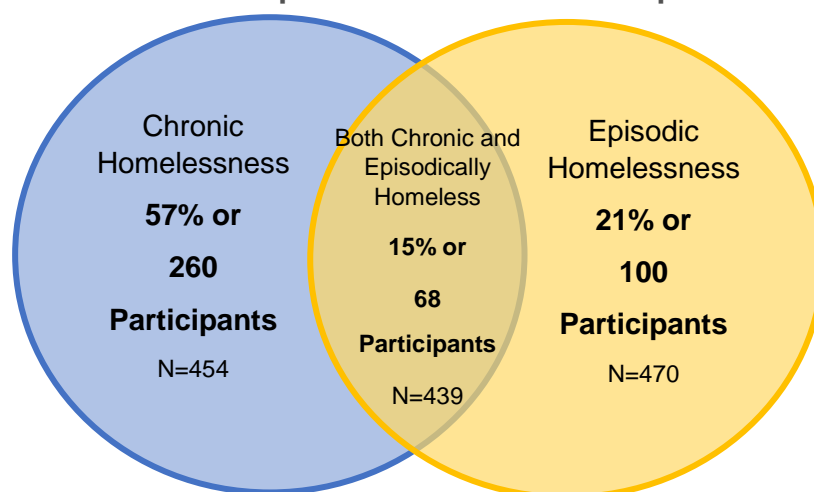 Chronic
Homelessness
57% or
260
Participants
N=454
Both Chronic and
Episodically
Homeless
15% or
68
Participants
N=439
Episodic
Homelessness
21% or
100
Participants
N=470